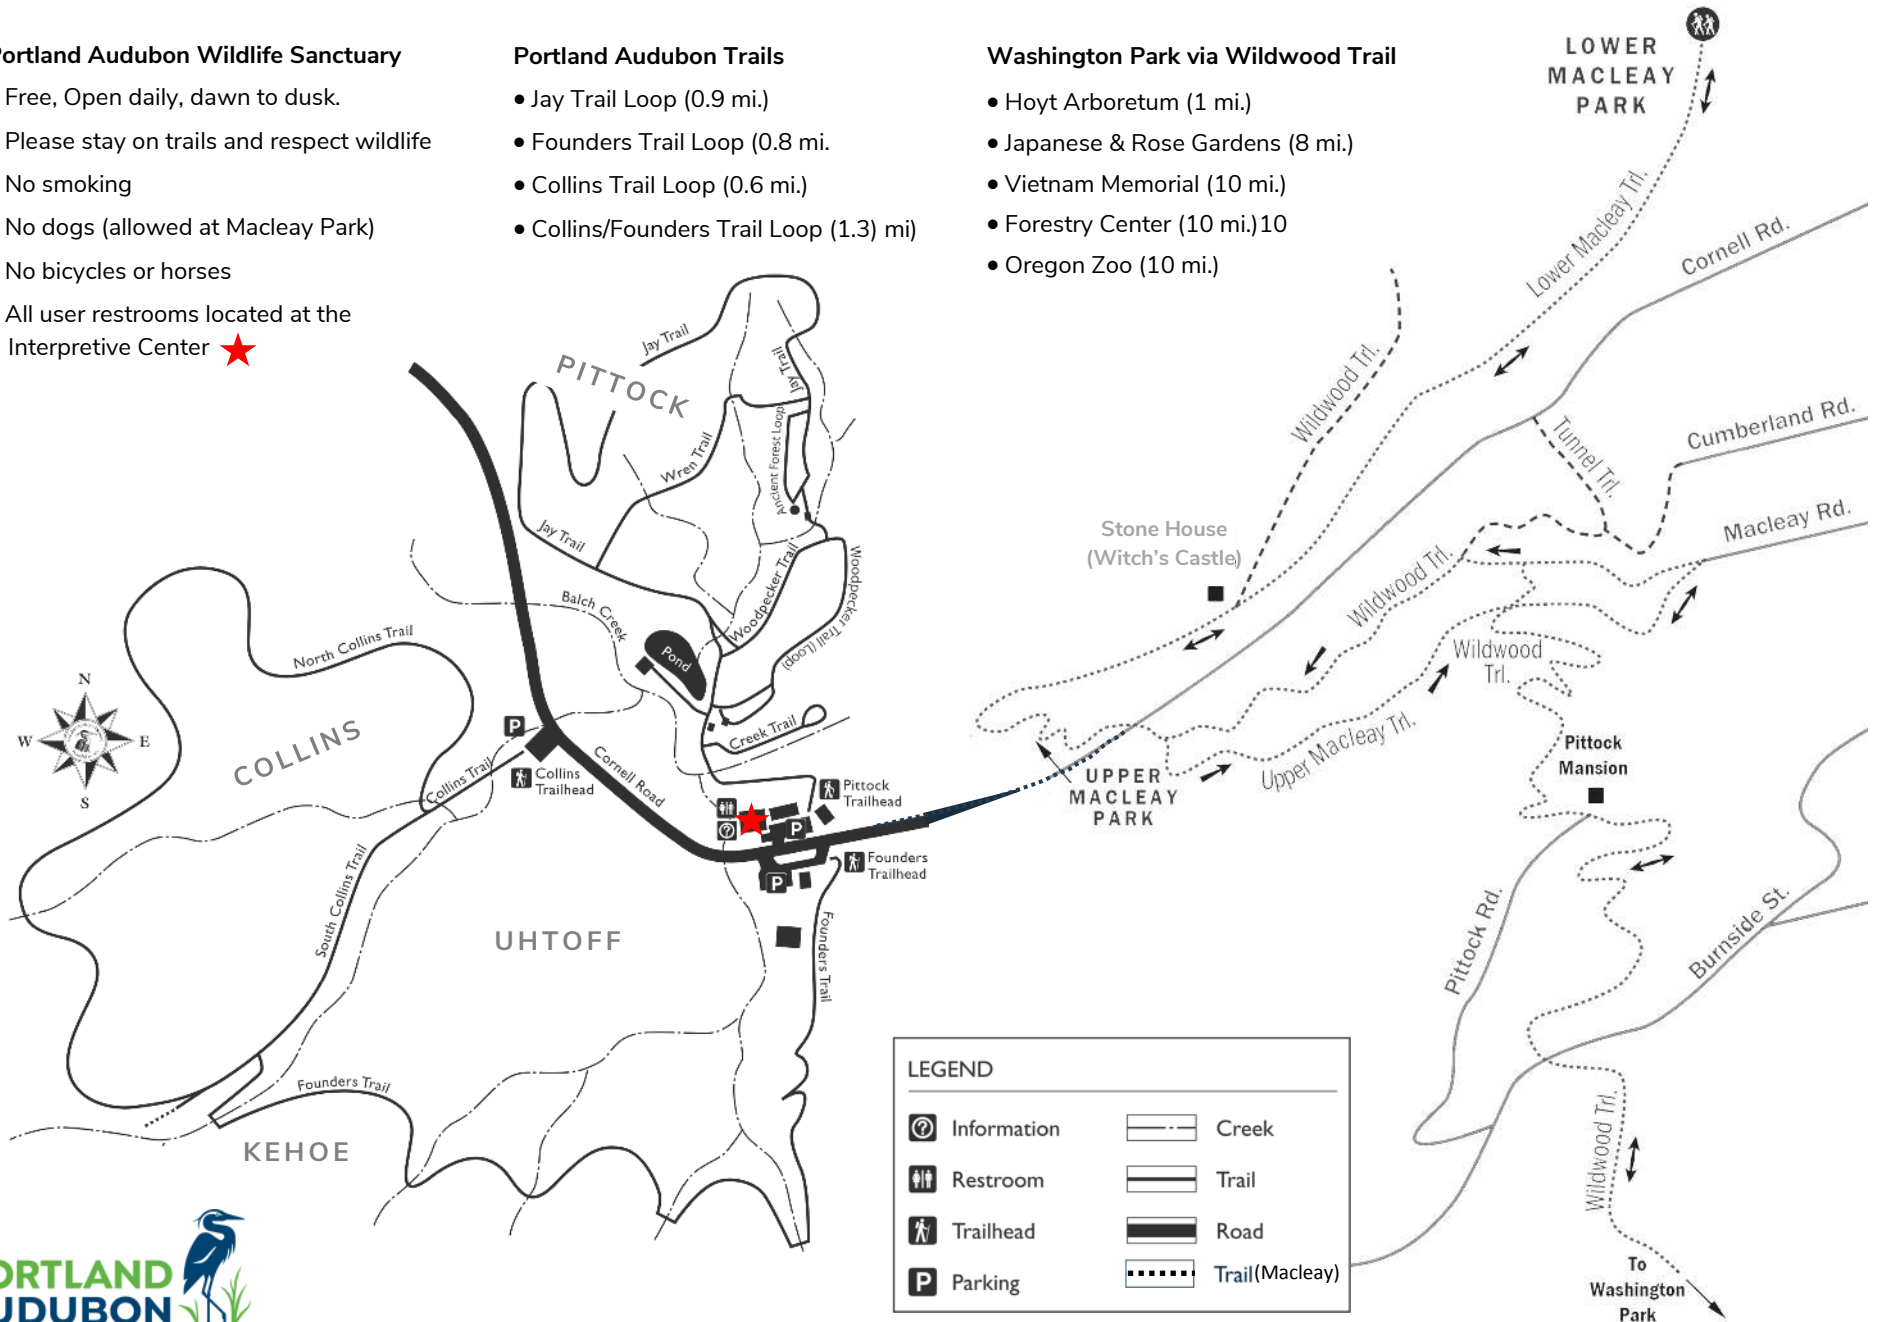 ortland Audubon Wildlife Sanctuary
Free, Open daily, dawn to dusk.
Please stay on trails and respect wildlife
No smoking
No dogs (allowed at Macleay Park)
No bicycles or horses
All user restrooms located at the
Interpretive Center
Portland Audubon Trails
• Jay Trail Loop (0.9 mi.)
• Founders Trail Loop (0.8 mi.
• Collins Trail Loop (0.6 mi.)
• Collins/Founders Trail Loop (1.3) mi)
Washington Park via Wildwood Trail
• Hoyt Arboretum (1 mi.)
• Japanese & Rose Gardens (8 mi.)
• Vietnam Memorial (10 mi.)
• Forestry Center (10 mi.)10
• Oregon Zoo (10 mi.)
LOWER
MACLEAY
PARK
Lower Macleay Trl.
Cornell Rd.
Wildwood Trl.
Tunnel Trl.
Cumberland Rd.
Macleay Rd.
Stone House
(Witch's Castle)
Wildwood Trl.
Wildwood
Trl.
Upper Macleay Trl.
UPPER
MACLEAY
PARK
Pittock
Mansion
Pittock Rd.
Burnside St.
Wildwood Trl.
To
Washington
Park
PITTOCK
Jay Trail
Jay Trail
Wren Trail
Ancient Forest Loop
Jay Trail
Woodpecker Trail
Woodpecker Trail (Loop)
Balch Creek
Pond
Creek Trail
North Collins Trail
COLLINS
N
W
E
S
P
Collins Trail
Collins
Trailhead
Cornell Road
Pittock
Trailhead
?
P
P
Founders
Trailhead
South Collins Trail
UHTOFF
Founders Trail
Founders Trail
KEHOE
LEGEND
? Information
Restroom
Trailhead
P Parking
Creek
Trail
Road
Trail(Macleay)
ORTLAND
UDUBON